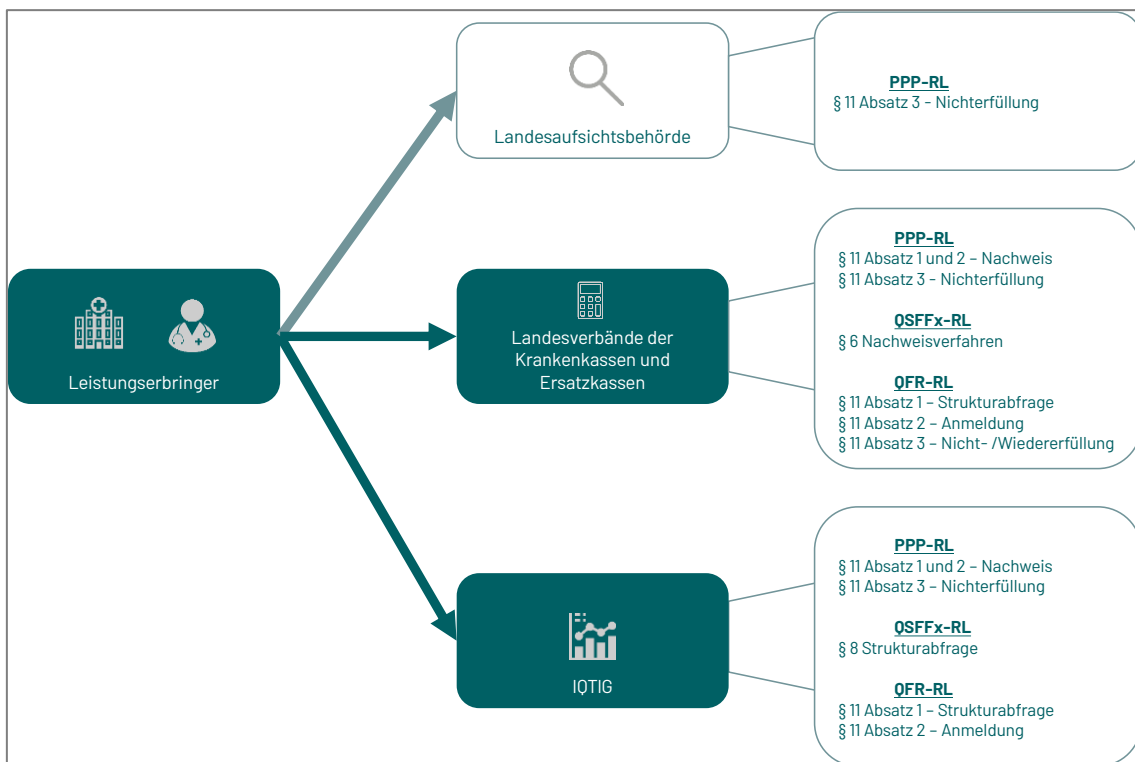 Landesaufsichtsbehörde
PPP-RL
§ 11 Absatz 3 - Nichterfüllung
Leistungserbringer
Landesverbände der
Krankenkassen und
Ersatzkassen
PPP-RL
§ 11 Absatz 1 und 2 – Nachweis
§ 11 Absatz 3 - Nichterfüllung
QSFFx-RL
§ 6 Nachweisverfahren
QFR-RL
§ 11 Absatz 1 – Strukturabfrage
§ 11 Absatz 2 – Anmeldung
§ 11 Absatz 3 – Nicht- /Wiedererfüllung
IQTIG
PPP-RL
§ 11 Absatz 1 und 2 – Nachweis
§ 11 Absatz 3 – Nichterfüllung
QSFFx-RL
§ 8 Strukturabfrage
QFR-RL
§ 11 Absatz 1 – Strukturabfrage
§ 11 Absatz 2 – Anmeldung